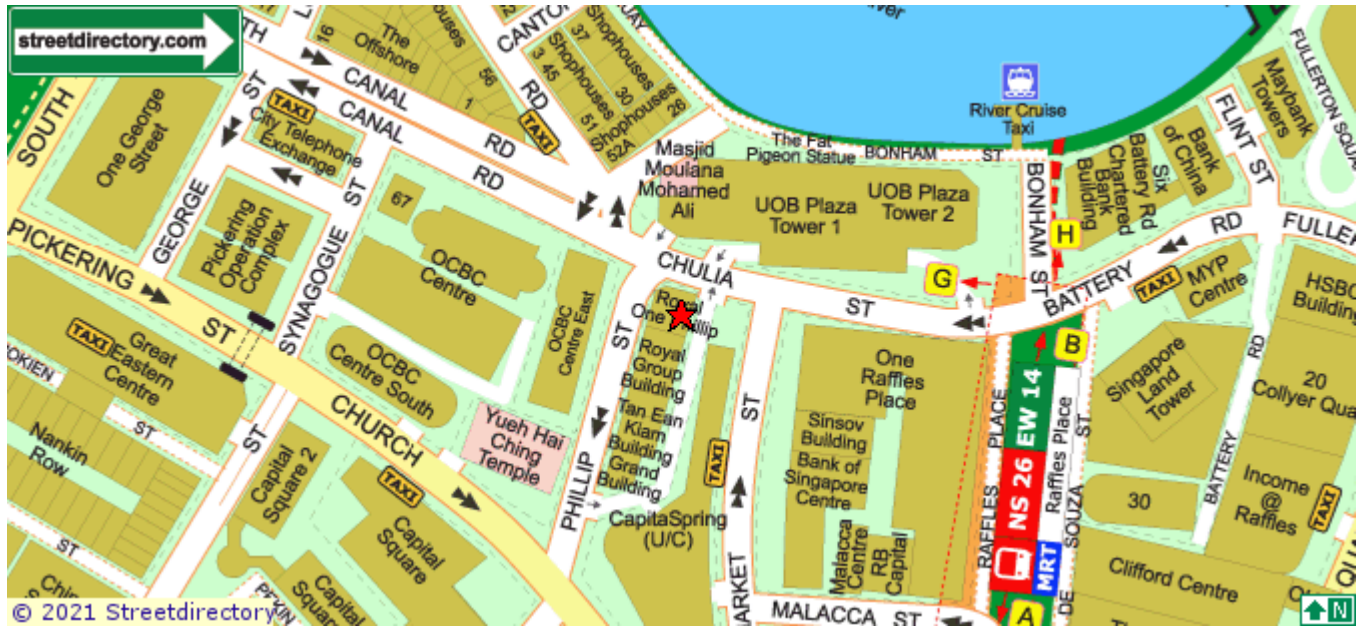 streetdirectory.com
16
The
Offshore
56
1
Shophouses
37
3 45
Shophouses
51
30
Shophouses
26
52A
CANTON
RD
QUAY
River Cruise
Taxi
FULLERTON SQUARE
Maybank
Towers
FLINT ST
Bank
of China
Six
Battery Rd
Chartered
Bank
Building
The Fat
Pigeon Statue
BONHAM ST
BONHAM ST
Masjid
Moulana
Mohamed
Ali
UOB Plaza
Tower 1
UOB Plaza
Tower 2
CANAL RD
CANAL RD
TAXI
TAXI
City Telephone
Exchange
One George
Street
SOUTH
GEORGE ST
Pickering
Operation
Complex
SYNAGOGUE ST
67
OCBC
Centre
OCBC
Centre East
OCBC
Centre South
CHULIA ST
G
H
B
A
BATTERY RD
TAXI
MYP
Centre
HSBC
Building
20
Singapore
Land
Tower
BATTERY RD
Income
@
Raffles
TAXI
30
Clifford Centre
PICKERING ST
CHURCH
ST
TAXI
Great
Eastern
Centre
ST
Nankin
Row
ST
Capital
Square 2
TAXI
Capital
Square
Capital
Yueh Hai
Ching
Temple
PHILLIP ST
Royal
One
Royal
Group
Building
Tan Ean
Kiam
Building
Grand
Building
CapitaSpring
(U/C)
TAXI
ST
One
Raffles
Place
Sinsov
Building
Bank of
Singapore
Centre
Malacca
Centre
RB
Capital
MALACCA ST
RAFFLES PLACE
NS 26 EW 14
Raffles Place
MRT
DE SOUZA ST
N
© 2021 Streetdirectory